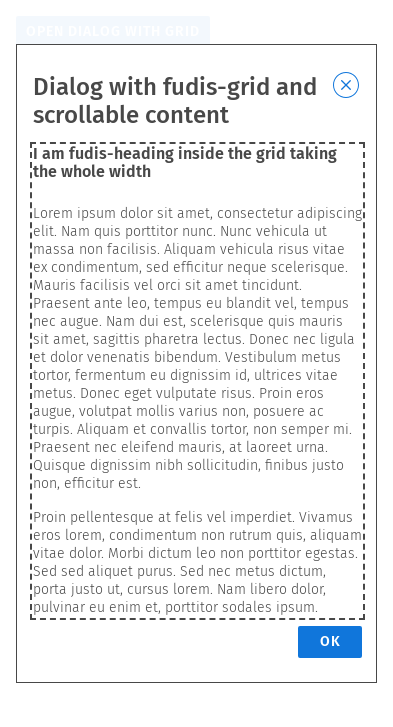 OPEN DIALOG WITH GRID
Dialog with fudis-grid and
scrollable content
I am fudis-heading inside the grid taking
the whole width
Lorem ipsum dolor sit amet, consectetur adipiscing
elit. Nam quis porttitor nunc. Nunc vehicula ut
massa non facilisis. Aliquam vehicula risus vitae
ex condimentum, sed efficitur neque scelerisque.
Mauris facilisis vel orci sit amet tincidunt.
Praesent ante leo, tempus eu blandit vel, tempus
nec augue. Nam dui est, scelerisque quis mauris
sit amet, sagittis pharetra lectus. Donec nec ligula
et dolor venenatis bibendum. Vestibulum metus
tortor, fermentum eu dignissim id, ultrices vitae
metus. Donec eget vulputate risus. Proin eros
augue, volutpat mollis varius non, posuere ac
turpis. Aliquam et convallis tortor, non semper mi.
Praesent nec eleifend mauris, at laoreet urna.
Quisque dignissim nibh sollicitudin, finibus justo
non, efficitur est.
Proin pellentesque at felis vel imperdiet. Vivamus
eros lorem, condimentum non rutrum quis, aliquam
vitae dolor. Morbi dictum leo non porttitor egestas.
Sed sed aliquet purus. Sed nec metus dictum,
porta justo ut, cursus lorem. Nam libero dolor,
pulvinar eu enim et, porttitor sodales ipsum.
OK